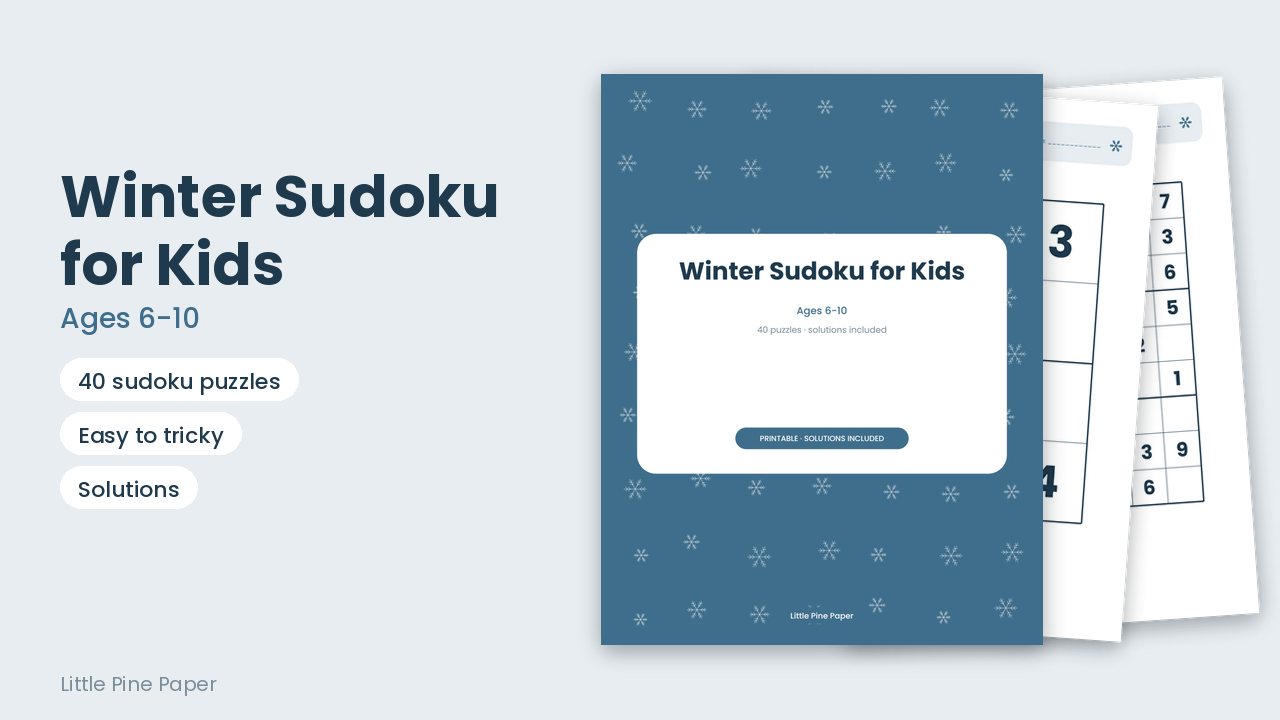 Winter Sudoku
for Kids
Ages 6-10
40 sudoku puzzles
Easy to tricky
Solutions
Little Pine Paper
Winter Sudoku for Kids
Ages 6-10
40 puzzles · solutions included
PRINTABLE · SOLUTIONS INCLUDED
Little Pine Paper
3
4
7
3
6
5
2
1
3 9
6